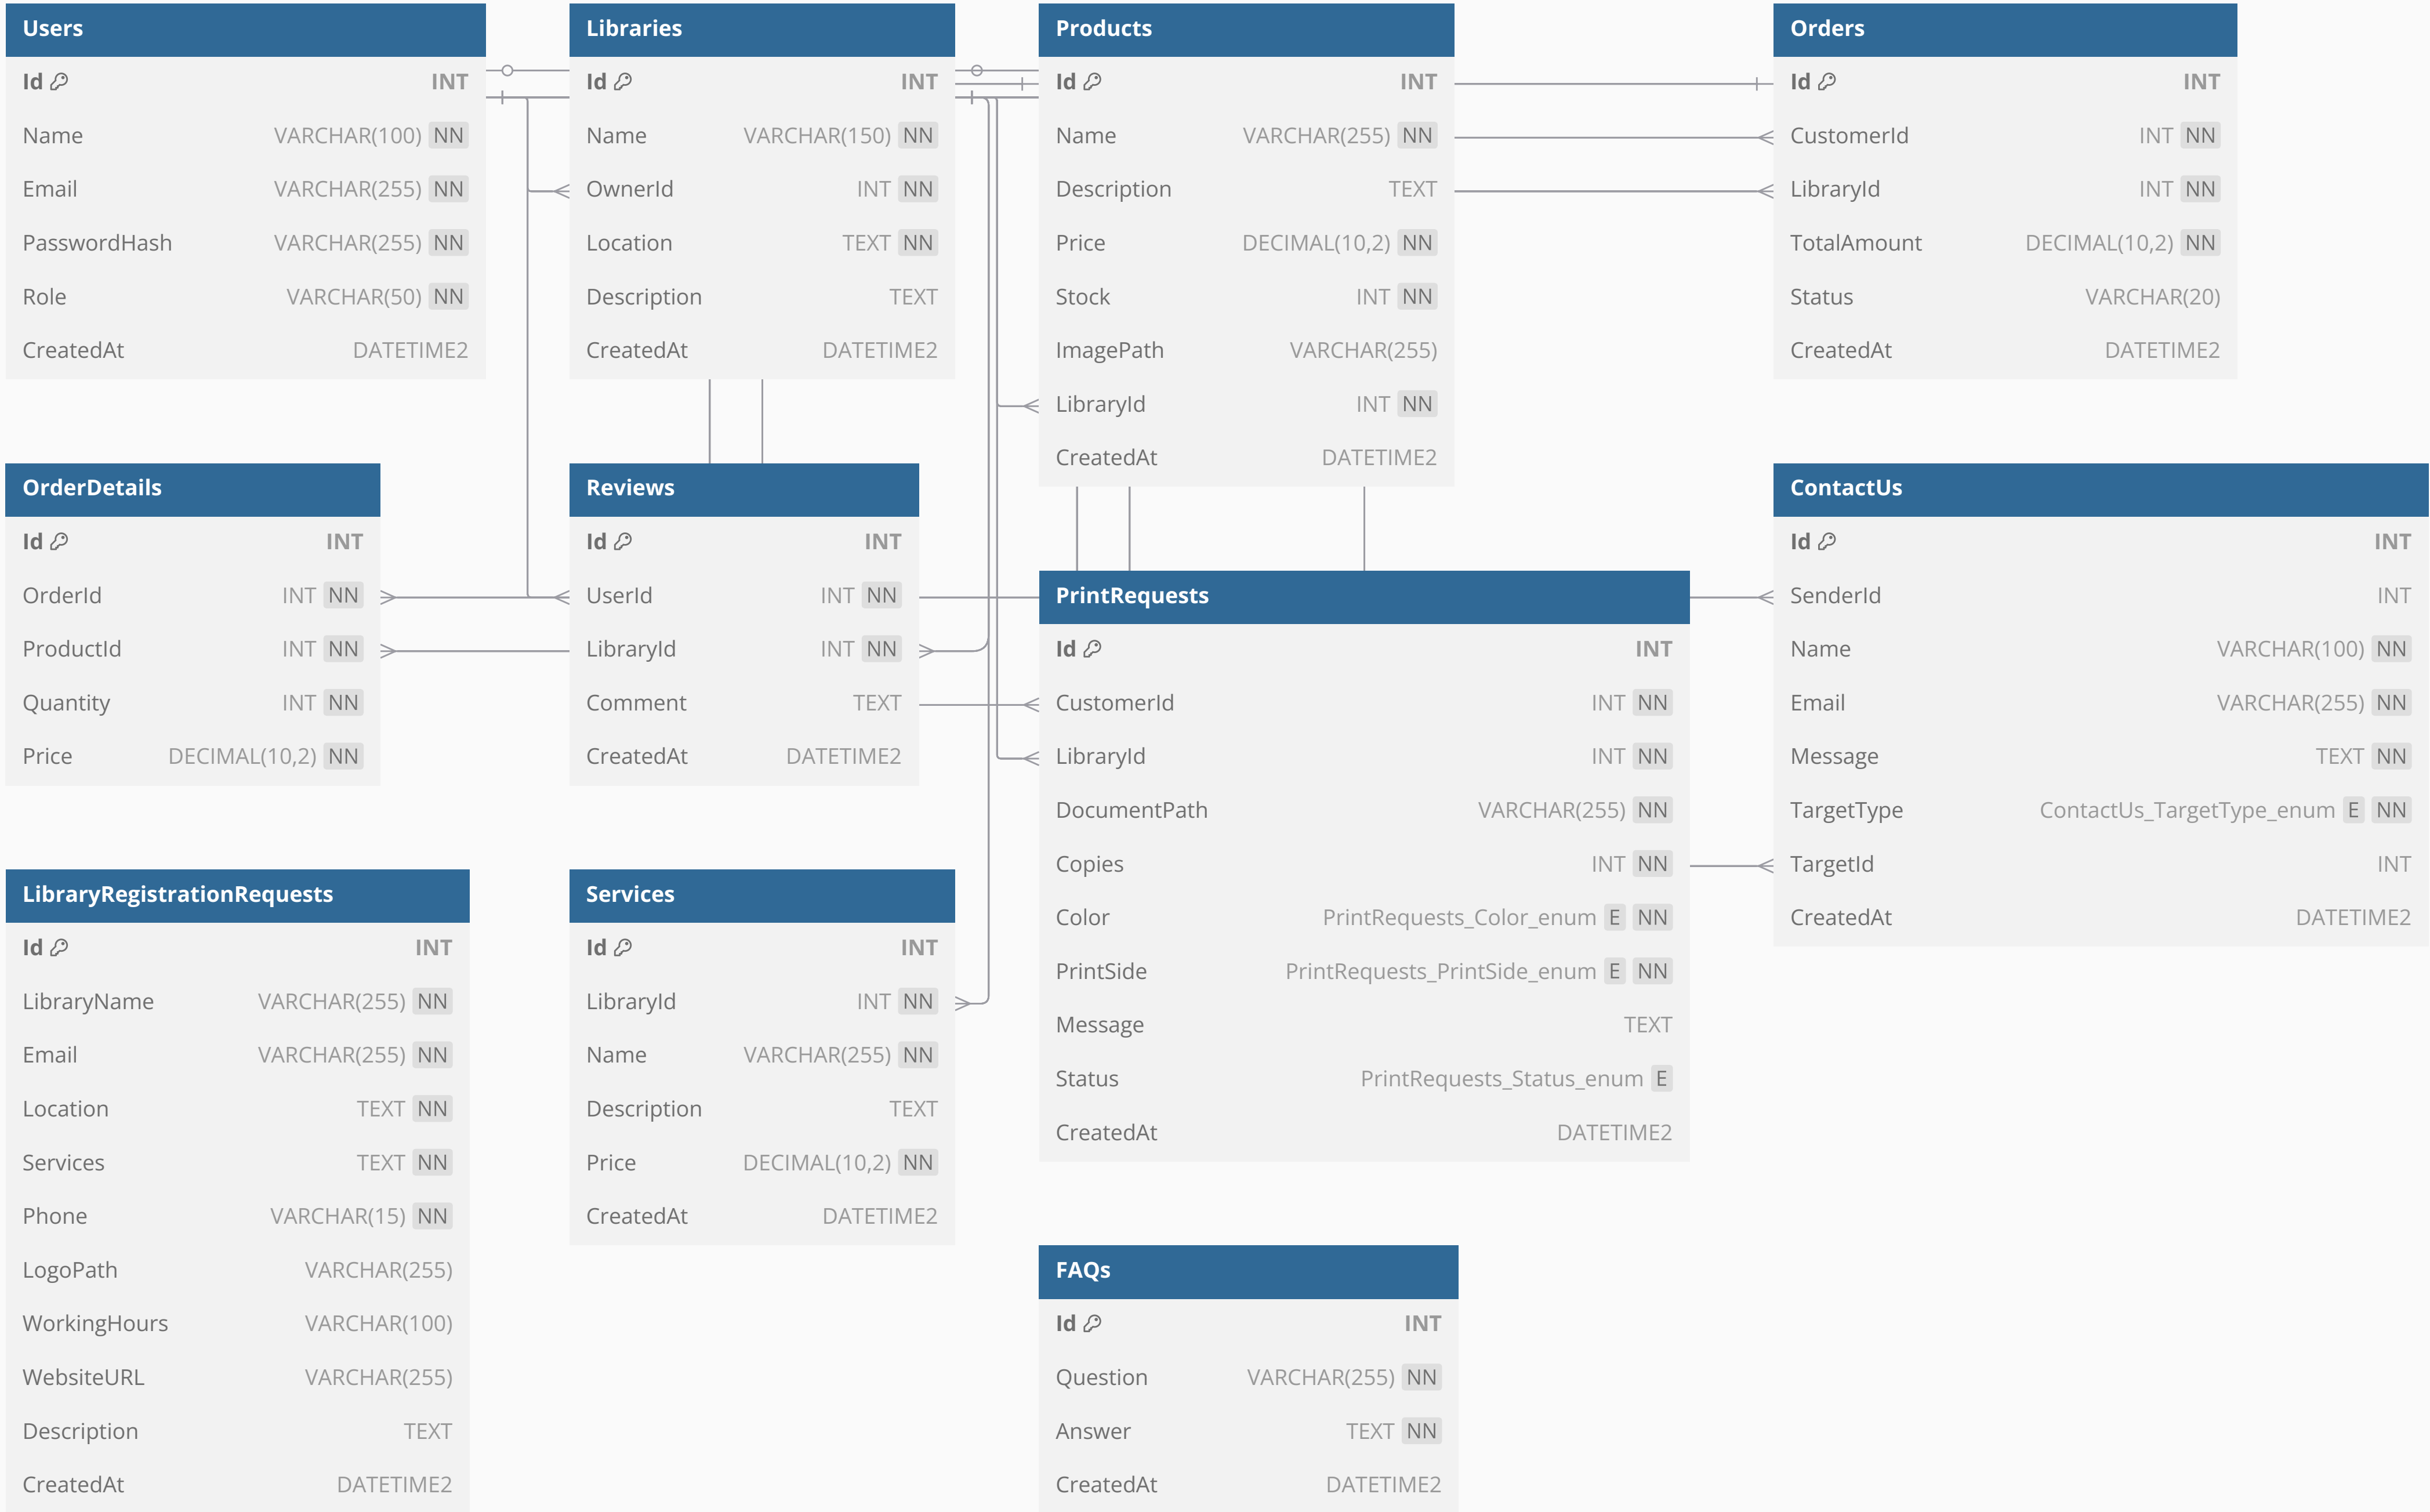 Users
Id INT
Name VARCHAR(100) NN
Email VARCHAR(255) NN
PasswordHash VARCHAR(255) NN
Role VARCHAR(50) NN
CreatedAt DATETIME2
Libraries
Id INT
Name VARCHAR(150) NN
OwnerId INT NN
Location TEXT NN
Description TEXT
CreatedAt DATETIME2
Products
Id INT
Name VARCHAR(255) NN
Description TEXT
Price DECIMAL(10,2) NN
Stock INT NN
ImagePath VARCHAR(255)
LibraryId INT NN
CreatedAt DATETIME2
Orders
Id INT
CustomerId INT NN
LibraryId INT NN
TotalAmount DECIMAL(10,2) NN
Status VARCHAR(20)
CreatedAt DATETIME2
OrderDetails
Id INT
OrderId INT NN
ProductId INT NN
Quantity INT NN
Price DECIMAL(10,2) NN
Reviews
Id INT
UserId INT NN
LibraryId INT NN
Comment TEXT
CreatedAt DATETIME2
PrintRequests
Id INT
CustomerId INT NN
LibraryId INT NN
DocumentPath VARCHAR(255) NN
Copies INT NN
Color PrintRequests_Color_enum E NN
PrintSide PrintRequests_PrintSide_enum E NN
Message TEXT
Status PrintRequests_Status_enum E
CreatedAt DATETIME2
ContactUs
Id INT
SenderId INT
Name VARCHAR(100) NN
Email VARCHAR(255) NN
Message TEXT NN
TargetType ContactUs_TargetType_enum E NN
TargetId INT
CreatedAt DATETIME2
LibraryRegistrationRequests
Id INT
LibraryName VARCHAR(255) NN
Email VARCHAR(255) NN
Location TEXT NN
Services TEXT NN
Phone VARCHAR(15) NN
LogoPath VARCHAR(255)
WorkingHours VARCHAR(100)
WebsiteURL VARCHAR(255)
Description TEXT
CreatedAt DATETIME2
Services
Id INT
LibraryId INT NN
Name VARCHAR(255) NN
Description TEXT
Price DECIMAL(10,2) NN
CreatedAt DATETIME2
FAQs
Id INT
Question VARCHAR(255) NN
Answer TEXT NN
CreatedAt DATETIME2